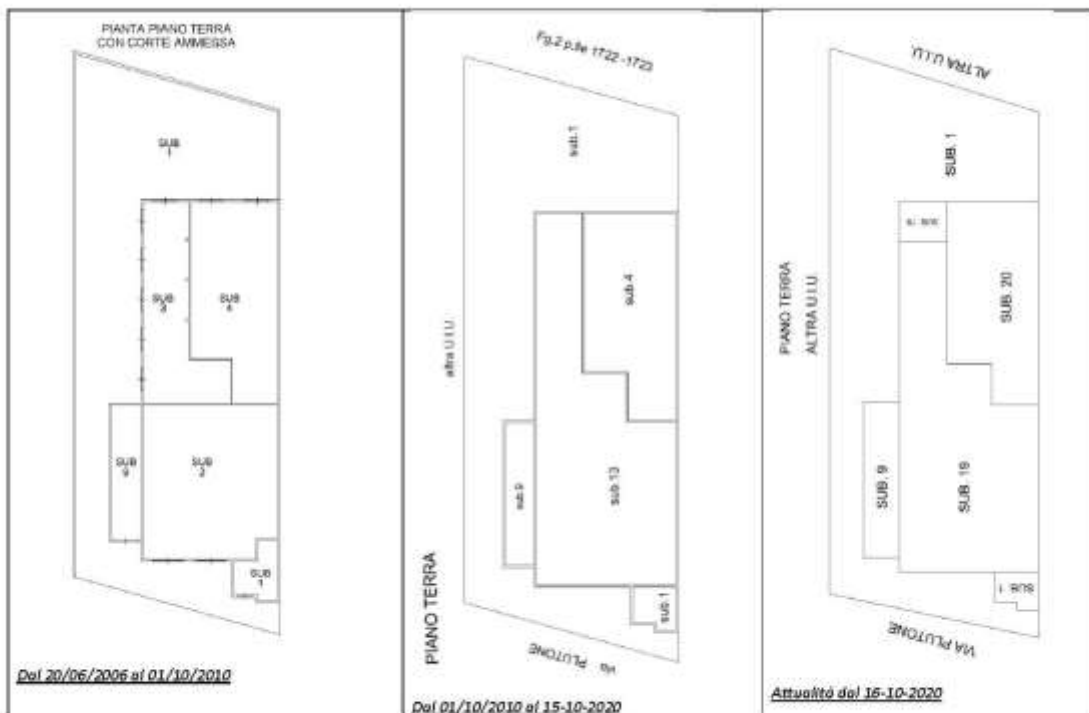 PIANTA PIANO TERRA
CON CORTE AMMESSA
SUB
1
SUB
3
SUB
4
SUB
9
SUB
2
SUB
1
Dal 20/06/2006 al 01/10/2010
Fg.2 p.lle 1722 -1723
sub.1
altra U.I.U.
sub.4
sub.9
sub.13
sub.1
PIANO TERRA
via PLUTONE
Dal 01/10/2010 al 15-10-2020
ALTRA U.I.U.
SUB. 1
SUB.
PIANO TERRA
ALTRA U.I.U.
SUB. 20
SUB. 9
SUB. 19
SUB. 1
VIA PLUTONE
Attualità dal 16-10-2020